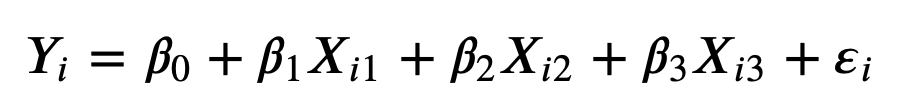 Yᵢ = β₀ + β₁Xᵢ₁ + β₂Xᵢ₂ + β₃Xᵢ₃ + εᵢ